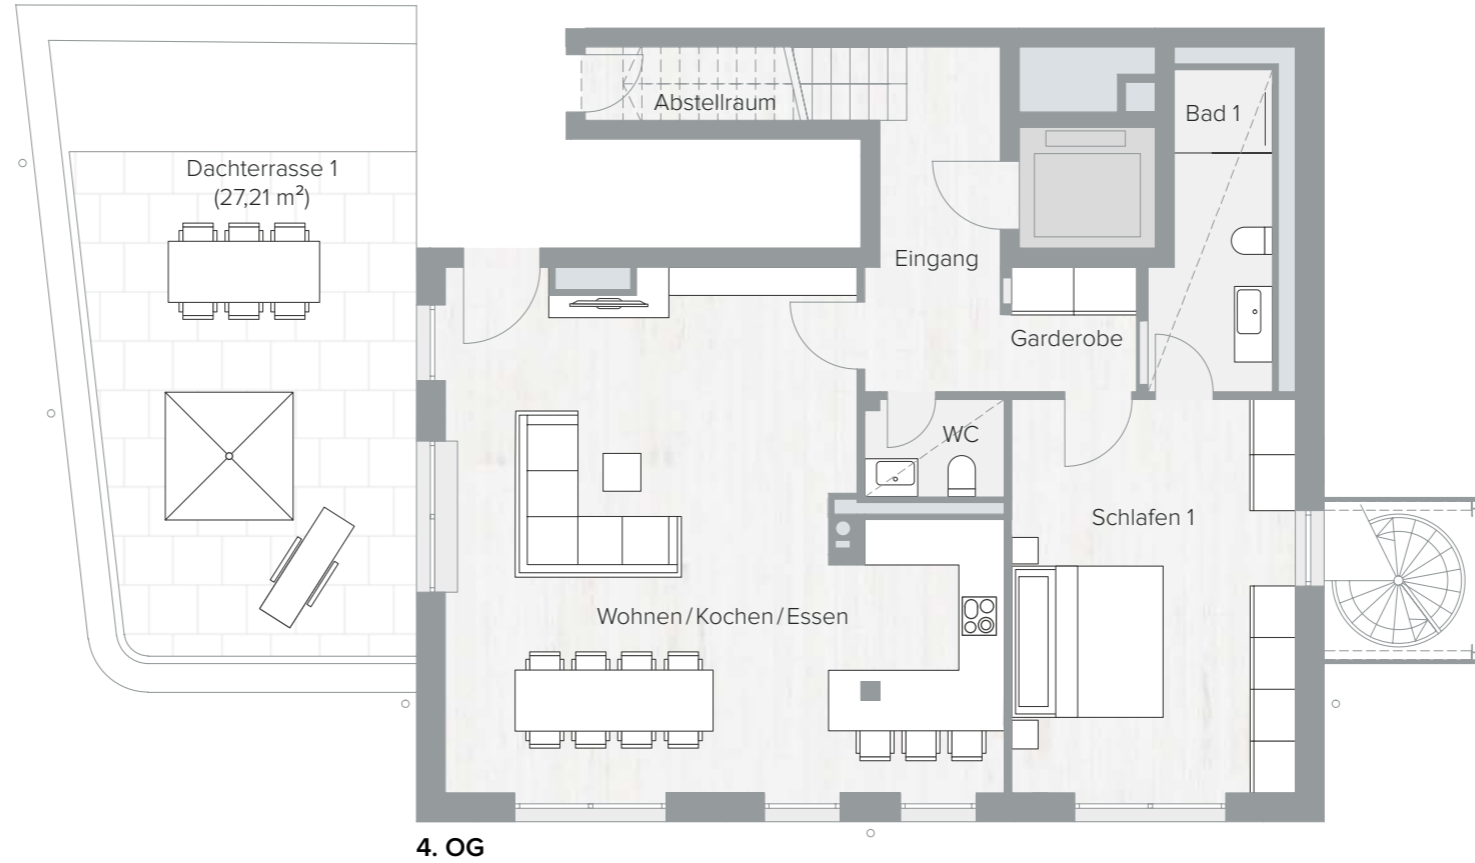 Abstellraum
Bad 1
Dachterrasse 1
(27,21 m²)
Eingang
Garderobe
WC
Schlafen 1
Wohnen/Kochen/Essen
4. OG